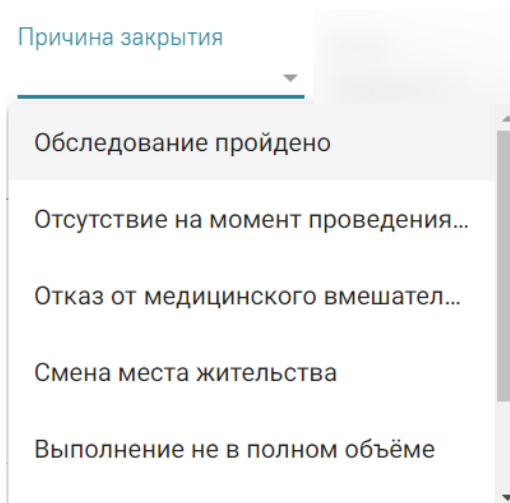 Причина закрытия
Обследование пройдено
Отсутствие на момент проведения...
Отказ от медицинского вмешател...
Смена места жительства
Выполнение не в полном объёме